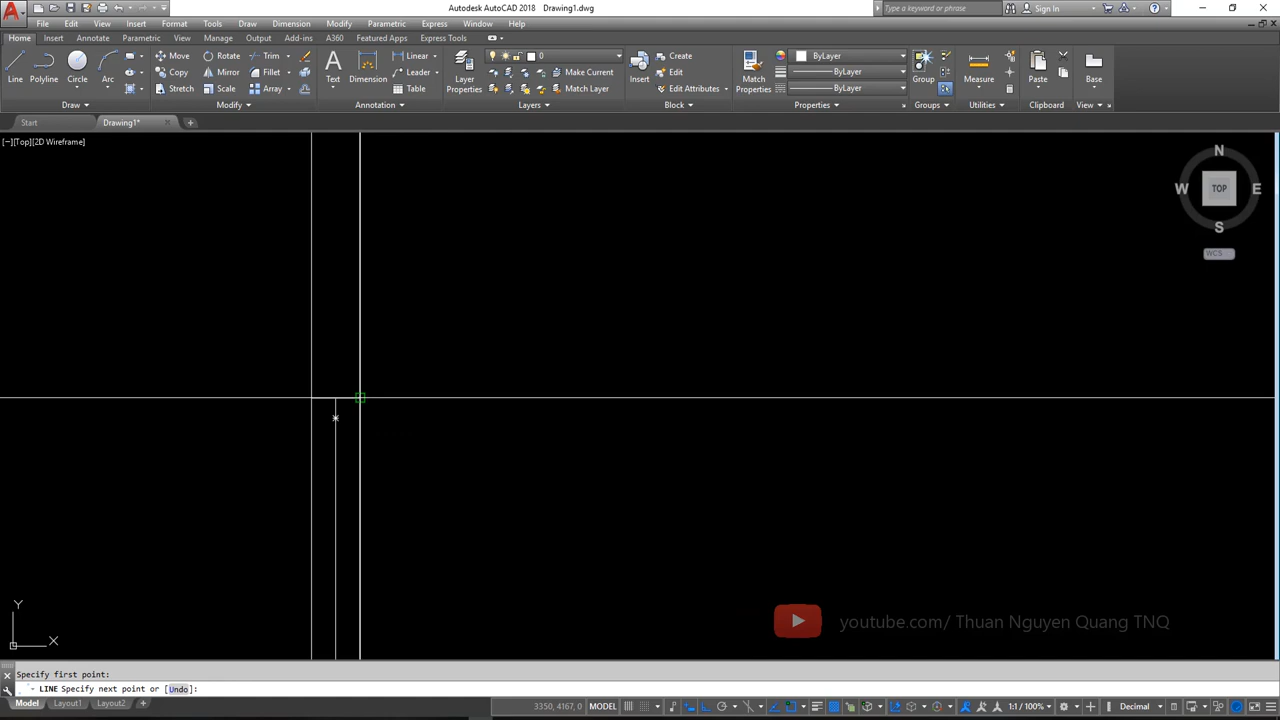 Autodesk AutoCAD 2018 Drawing1.dwg
Type a keyword or phrase
Sign In
File Edit View Insert Format Tools Draw Dimension Modify Parametric Express Window Help
Home Insert Annotate Parametric View Manage Output Add-ins A360 Featured Apps Express Tools
Line Polyline Circle Arc
Move Rotate Trim
Copy Mirror Fillet
Stretch Scale Array
Text Dimension
Linear
Leader
Table
Layer Properties
0
Make Current
Match Layer
Insert
Create
Edit
Edit Attributes
Match Properties
ByLayer
ByLayer
ByLayer
Group
Measure
Paste
Base
Draw Modify Annotation Layers Block Properties Groups Utilities Clipboard View
Start Drawing1*
[−][Top][2D Wireframe]
N
W TOP E
S
WCS
Y
X
youtube.com/ Thuan Nguyen Quang TNQ
Specify first point:
LINE Specify next point or [Undo]:
Model Layout1 Layout2 +
3350, 4167, 0 MODEL
1:1 / 100%
Decimal